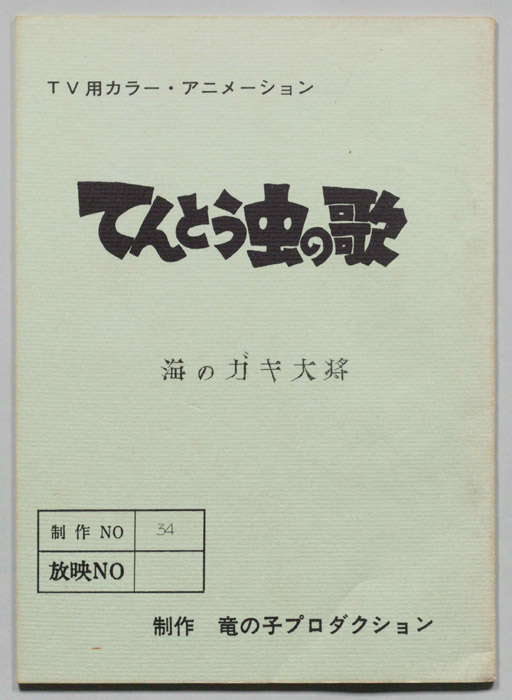 TV用カラー・アニメーション
てんとう虫の歌
海のガキ大将
制作NO 34
放映NO
制作 竜の子プロダクション